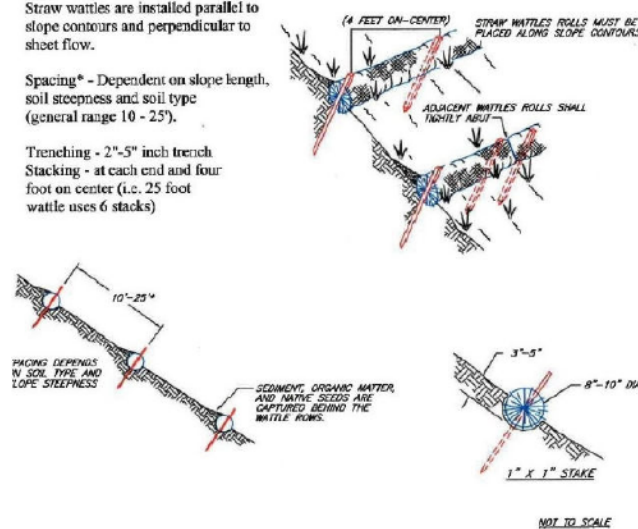 Straw wattles are installed parallel to
slope contours and perpendicular to
sheet flow.
Spacing* - Dependent on slope length,
soil steepness and soil type
(general range 10 - 25').
Trenching - 2"-5" inch trench
Stacking - at each end and four
foot on center (i.e. 25 foot
wattle uses 6 stacks)
(4 FEET ON-CENTER)
STRAW WATTLES ROLLS MUST BE
PLACED ALONG SLOPE CONTOURS
ADJACENT WATTLES ROLLS SHALL
TIGHTLY ABUT
10'-25'*
PACING DEPENDS
N SOIL TYPE AND
LOPE STEEPNESS
SEDIMENT, ORGANIC MATTER,
AND NATIVE SEEDS ARE
CAPTURED BEHIND THE
WATTLE ROWS.
3"-5"
8"-10" DIA
1" X 1" STAKE
NOT TO SCALE